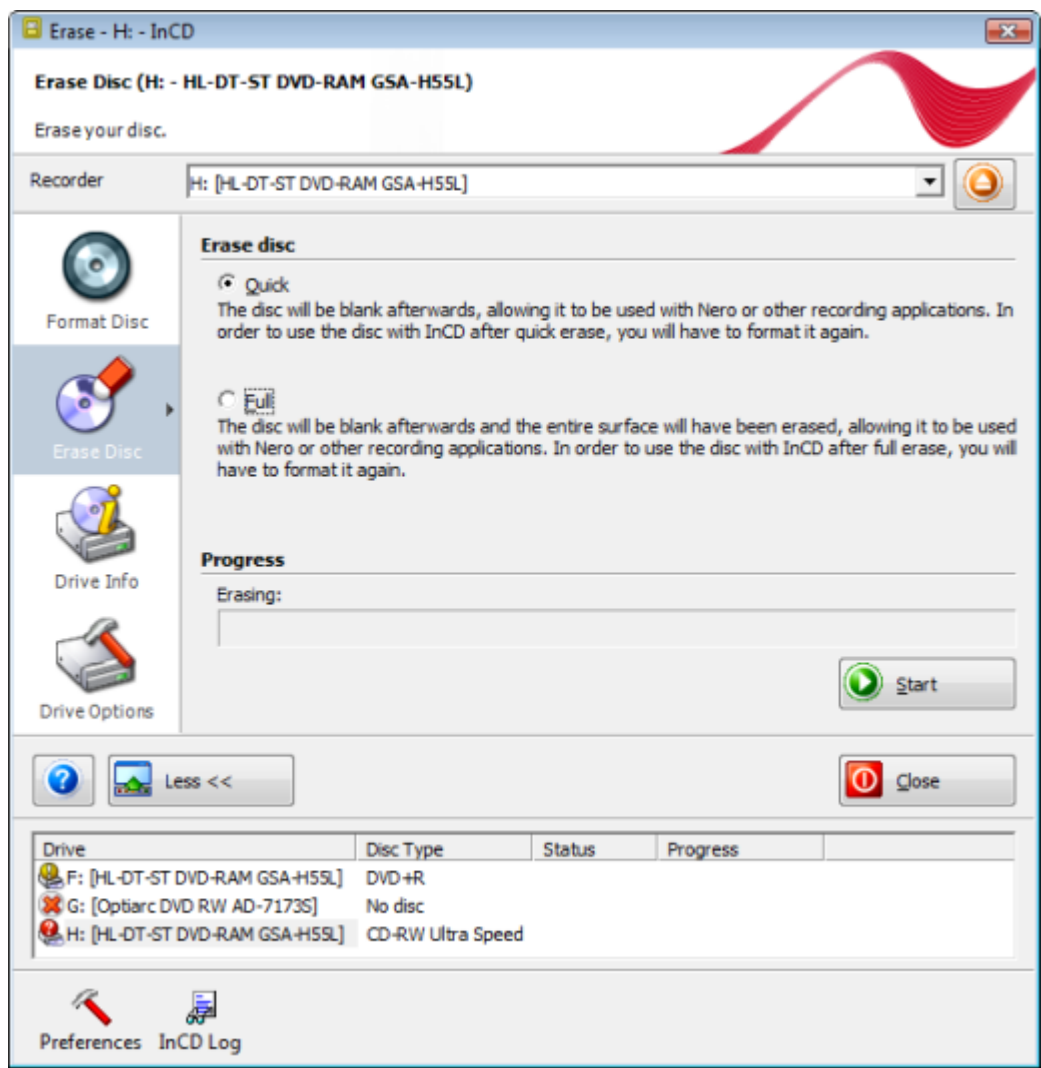 Erase - H: - InCD
Erase Disc (H: - HL-DT-ST DVD-RAM GSA-H55L)
Erase your disc.
Recorder
H: [HL-DT-ST DVD-RAM GSA-H55L]
Format Disc
Erase Disc
Drive Info
Drive Options
Erase disc
Quick
The disc will be blank afterwards, allowing it to be used with Nero or other recording applications. In
order to use the disc with InCD after quick erase, you will have to format it again.
Full
The disc will be blank afterwards and the entire surface will have been erased, allowing it to be used
with Nero or other recording applications. In order to use the disc with InCD after full erase, you will
have to format it again.
Progress
Erasing:
Start
Less <<
Close
Drive Disc Type Status Progress
F: [HL-DT-ST DVD-RAM GSA-H55L] DVD+R
G: [Optiarc DVD RW AD-7173S] No disc
H: [HL-DT-ST DVD-RAM GSA-H55L] CD-RW Ultra Speed
Preferences InCD Log